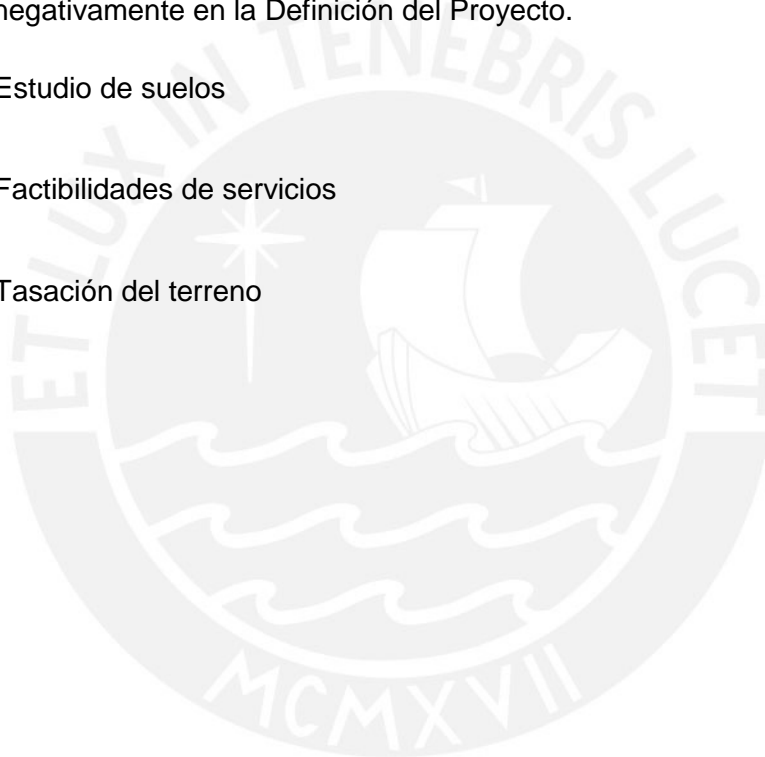 negativamente en la Definición del Proyecto.
Estudio de suelos
Factibilidades de servicios
Tasación del terreno
ET LUX IN TENEBRIS LUCET
MCMXVII